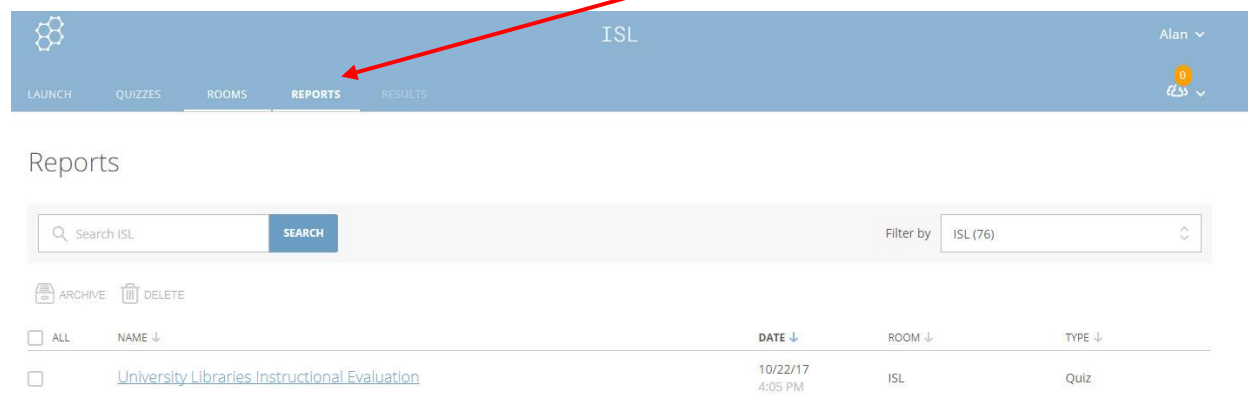 ISL
Alan
0
LAUNCH QUIZZES ROOMS REPORTS RESULTS
Reports
Search ISL SEARCH Filter by ISL (76)
ARCHIVE DELETE
ALL NAME DATE ROOM TYPE
University Libraries Instructional Evaluation 10/22/17 ISL Quiz
4:05 PM